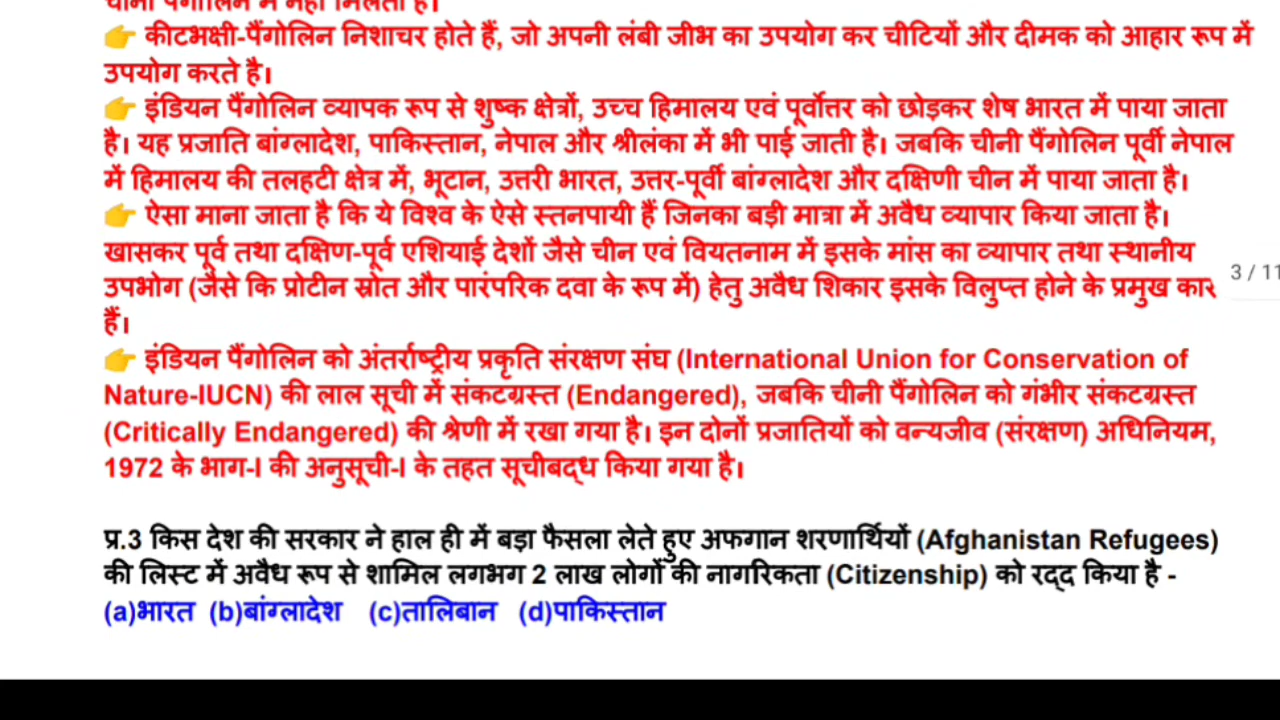 चीनी पैंगोलिन में नहीं मिलता है।
👉 कीटभक्षी-पैंगोलिन निशाचर होते हैं, जो अपनी लंबी जीभ का उपयोग कर चीटियों और दीमक को आहार रूप में
उपयोग करते है।
👉 इंडियन पैंगोलिन व्यापक रूप से शुष्क क्षेत्रों, उच्च हिमालय एवं पूर्वोत्तर को छोड़कर शेष भारत में पाया जाता
है। यह प्रजाति बांग्लादेश, पाकिस्तान, नेपाल और श्रीलंका में भी पाई जाती है। जबकि चीनी पैंगोलिन पूर्वी नेपाल
में हिमालय की तलहटी क्षेत्र में, भूटान, उत्तरी भारत, उत्तर-पूर्वी बांग्लादेश और दक्षिणी चीन में पाया जाता है।
👉 ऐसा माना जाता है कि ये विश्व के ऐसे स्तनपायी हैं जिनका बड़ी मात्रा में अवैध व्यापार किया जाता है।
खासकर पूर्व तथा दक्षिण-पूर्व एशियाई देशों जैसे चीन एवं वियतनाम में इसके मांस का व्यापार तथा स्थानीय
उपभोग (जैसे कि प्रोटीन स्रोत और पारंपरिक दवा के रूप में) हेतु अवैध शिकार इसके विलुप्त होने के प्रमुख कार
3 / 11
हैं।
👉 इंडियन पैंगोलिन को अंतर्राष्ट्रीय प्रकृति संरक्षण संघ (International Union for Conservation of
Nature-IUCN) की लाल सूची में संकटग्रस्त (Endangered), जबकि चीनी पैंगोलिन को गंभीर संकटग्रस्त
(Critically Endangered) की श्रेणी में रखा गया है। इन दोनों प्रजातियों को वन्यजीव (संरक्षण) अधिनियम,
1972 के भाग-I की अनुसूची-I के तहत सूचीबद्ध किया गया है।
प्र.3 किस देश की सरकार ने हाल ही में बड़ा फैसला लेते हुए अफगान शरणार्थियों (Afghanistan Refugees)
की लिस्ट में अवैध रूप से शामिल लगभग 2 लाख लोगों की नागरिकता (Citizenship) को रद्द किया है -
(a)भारत (b)बांग्लादेश (c)तालिबान (d)पाकिस्तान